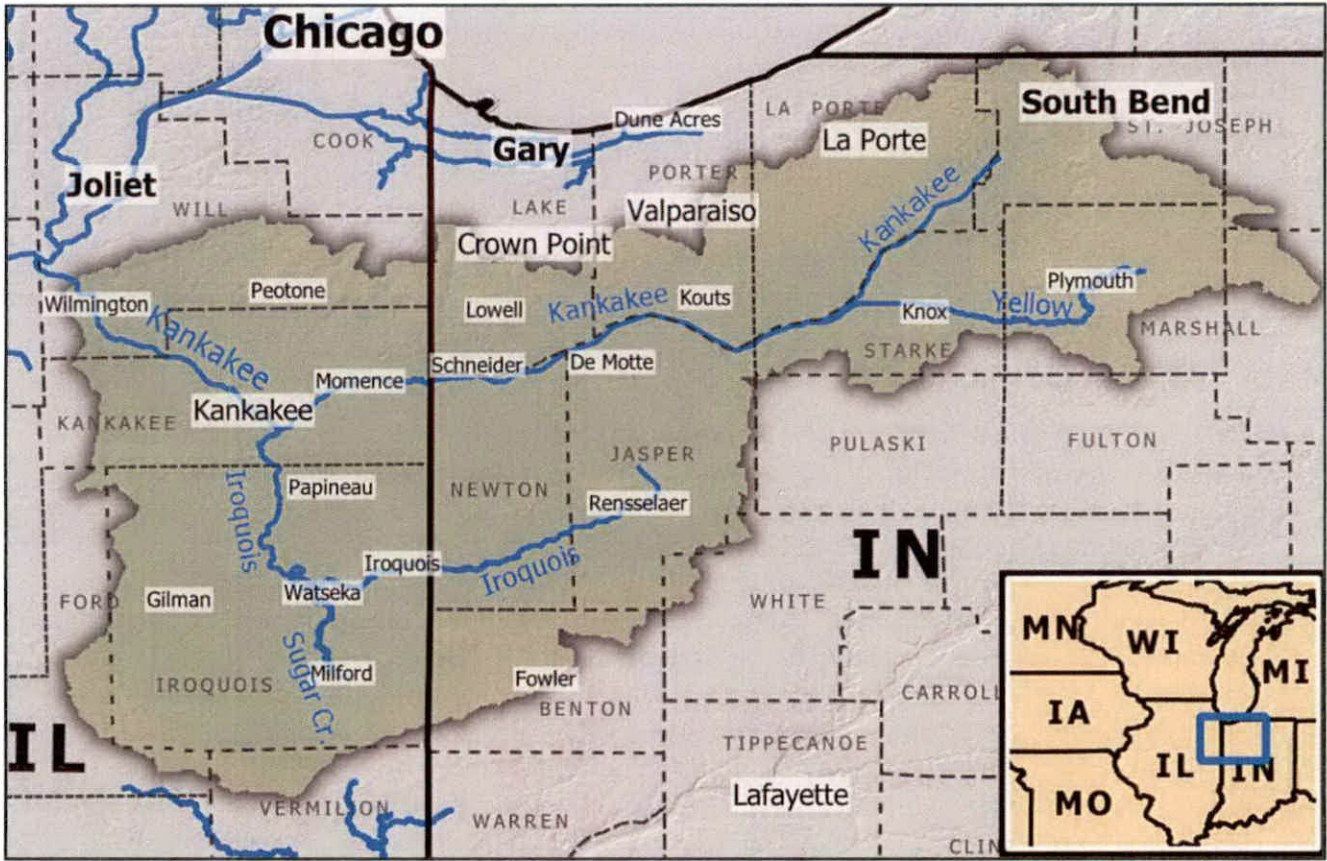 Chicago
LA PORTE
South Bend
Dune Acres
ST. JOSEPH
COOK
Gary
La Porte
Joliet
PORTER
WILL
LAKE
Valparaiso
Kankakee
Crown Point
Wilmington
Peotone
Lowell
Kankakee
Kouts
Plymouth
Kankakee
Knox
Yellow
MARSHALL
Schneider
De Motte
STARKE
Momence
Kankakee
KANKAKEE
PULASKI
FULTON
JASPER
Papineau
NEWTON
Rensselaer
Iroquois
IN
Iroquois
Iroquois
FORD
Gilman
Watseka
WHITE
MN
WI
MI
Sugar Cr.
Milford
IROQUOIS
Fowler
CARROLL
BENTON
IA
IL
TIPPECANOE
IL
IN
Lafayette
MO
VERMILION
WARREN
CLIN